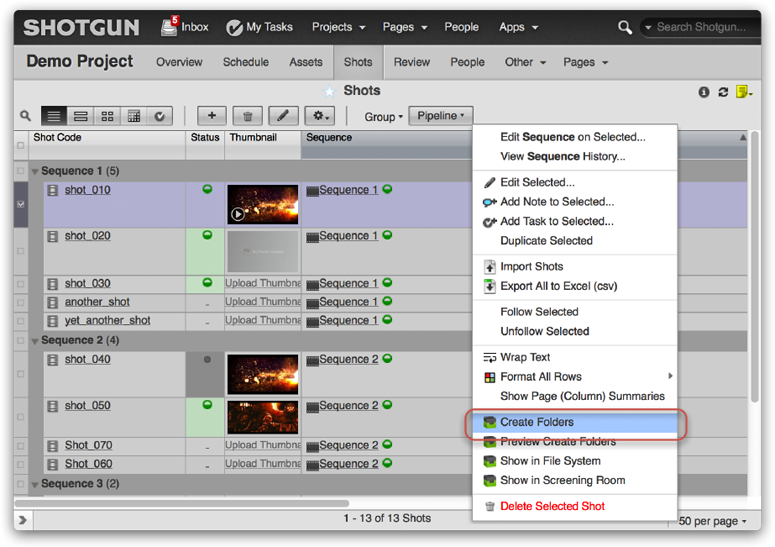 SHOTGUN 5 Inbox My Tasks Projects Pages People Apps Search Shotgun...
Demo Project Overview Schedule Assets Shots Review People Other Pages
Shots
Group Pipeline
Shot Code Status Thumbnail Sequence
Sequence 1 (5)
shot_010 Sequence 1
shot_020 Sequence 1
shot_030 Upload Thumbna Sequence 1
another_shot - Upload Thumbna Sequence 1
yet_another_shot - Upload Thumbna Sequence 1
Sequence 2 (4)
shot_040 Sequence 2
shot_050 Sequence 2
Shot_070 - Upload Thumbna Sequence 2
Shot_060 - Upload Thumbna Sequence 2
Sequence 3 (2)
1 - 13 of 13 Shots
50 per page
Edit Sequence on Selected...
View Sequence History...
Edit Selected...
Add Note to Selected...
Add Task to Selected...
Duplicate Selected
Import Shots
Export All to Excel (csv)
Follow Selected
Unfollow Selected
Wrap Text
Format All Rows
Show Page (Column) Summaries
Create Folders
Preview Create Folders
Show in File System
Show in Screening Room
Delete Selected Shot